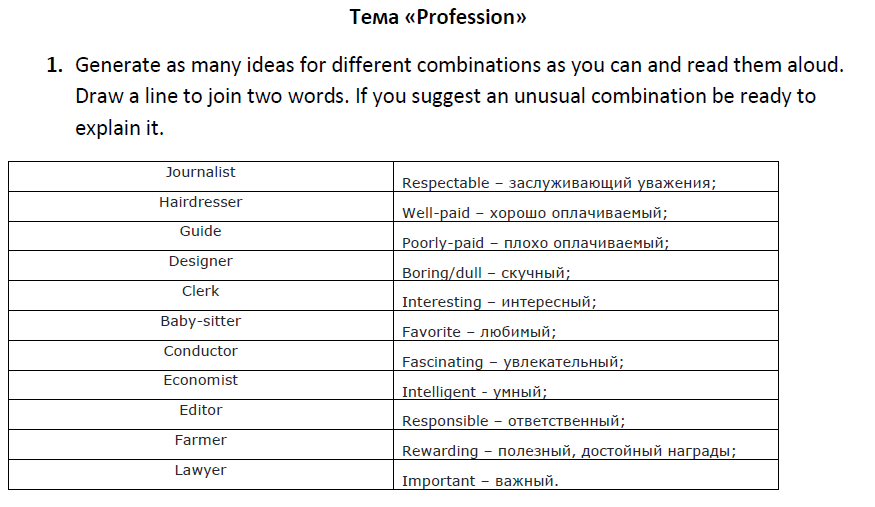 Тема «Profession»
1. Generate as many ideas for different combinations as you can and read them aloud.
Draw a line to join two words. If you suggest an unusual combination be ready to
explain it.
Journalist
Respectable – заслуживающий уважения;
Hairdresser
Well-paid – хорошо оплачиваемый;
Guide
Poorly-paid – плохо оплачиваемый;
Designer
Boring/dull – скучный;
Clerk
Interesting – интересный;
Baby-sitter
Favorite – любимый;
Conductor
Fascinating – увлекательный;
Economist
Intelligent - умный;
Editor
Responsible – ответственный;
Farmer
Rewarding – полезный, достойный награды;
Lawyer
Important – важный.